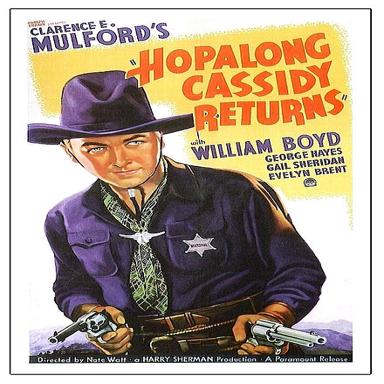 CLARENCE E.
MULFORD'S
"HOPALONG
CASSIDY
RETURNS"
with
WILLIAM BOYD
GEORGE HAYES
GAIL SHERIDAN
EVELYN BRENT
MARSHAL
Directed by Nate Watt - a HARRY SHERMAN Production - A Paramount Release